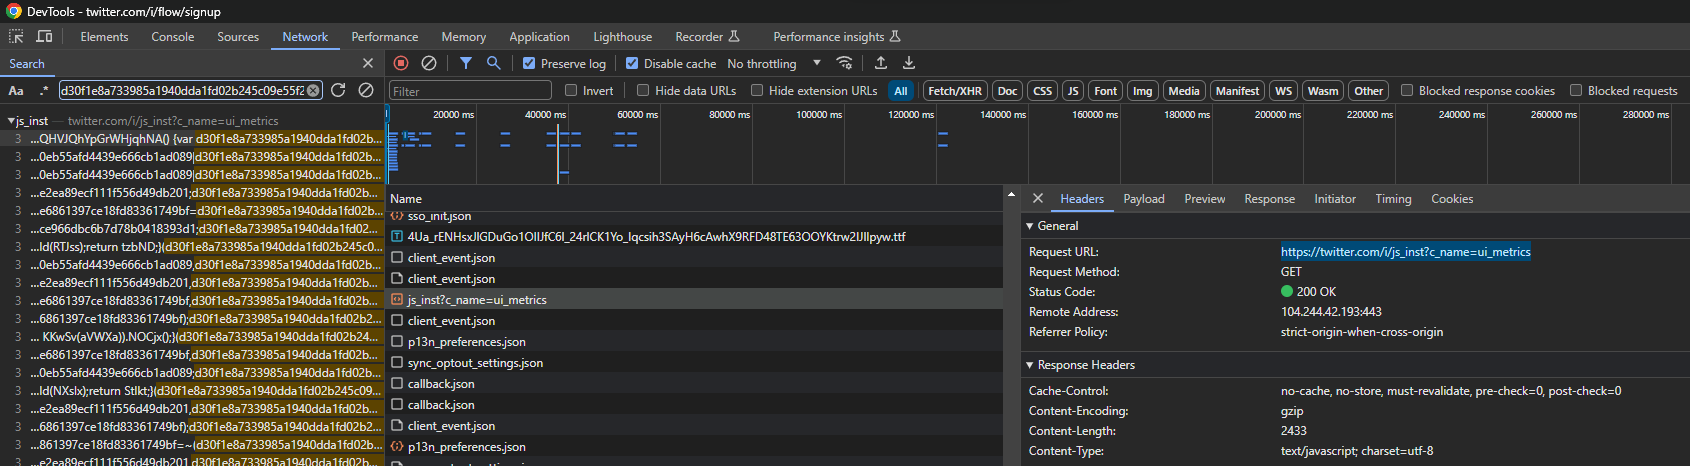 DevTools - twitter.com/i/flow/signup
Elements Console Sources Network Performance Memory Application Lighthouse Recorder Performance insights
Search
Preserve log Disable cache No throttling
Aa .* d30f1e8a733985a1940dda1fd02b245c09e55f2
Filter Invert Hide data URLs Hide extension URLs All Fetch/XHR Doc CSS JS Font Img Media Manifest WS Wasm Other Blocked response cookies Blocked requests
20000 ms 40000 ms 60000 ms 80000 ms 100000 ms 120000 ms 140000 ms 160000 ms 180000 ms 200000 ms 220000 ms 240000 ms 260000 ms 280000 ms
js_inst — twitter.com/i/js_inst?c_name=ui_metrics
3 ...QHVJQhYpGrWHjqhNA() {var d30f1e8a733985a1940dda1fd02b...
3 ...0eb55afd4439e666cb1ad089|d30f1e8a733985a1940dda1fd02b...
3 ...0eb55afd4439e666cb1ad089|d30f1e8a733985a1940dda1fd02b...
3 ...e2ea89ecf111f556d49db201;d30f1e8a733985a1940dda1fd02b...
3 ...e6861397ce18fd83361749bf=d30f1e8a733985a1940dda1fd02b...
3 ...ce966dbc6b7d78b0418393d1;d30f1e8a733985a1940dda1fd02b...
3 ...ld(RTJss);return tzbND;}(d30f1e8a733985a1940dda1fd02b245c0...
3 ...0eb55afd4439e666cb1ad089,d30f1e8a733985a1940dda1fd02b...
3 ...e2ea89ecf111f556d49db201,d30f1e8a733985a1940dda1fd02b...
3 ...e6861397ce18fd83361749bf,d30f1e8a733985a1940dda1fd02b...
3 ...6861397ce18fd83361749bf);d30f1e8a733985a1940dda1fd02b2...
3 ... KKwSv(aVWXa)).NOCjx();}(d30f1e8a733985a1940dda1fd02b24...
3 ...e6861397ce18fd83361749bf,d30f1e8a733985a1940dda1fd02b...
3 ...0eb55afd4439e666cb1ad089;d30f1e8a733985a1940dda1fd02b...
3 ...ld(NXsIx);return Stlkt;}(d30f1e8a733985a1940dda1fd02b245c09...
3 ...e2ea89ecf111f556d49db201,d30f1e8a733985a1940dda1fd02b...
3 ...6861397ce18fd83361749bf);d30f1e8a733985a1940dda1fd02b2...
3 ...861397ce18fd83361749bf=~(d30f1e8a733985a1940dda1fd02b...
3 ...e2ea89ecf111f556d49db201,d30f1e8a733985a1940dda1fd02b...
Name
sso_init.json
client_event.json
client_event.json
js_inst?c_name=ui_metrics
client_event.json
p13n_preferences.json
sync_optout_settings.json
callback.json
callback.json
client_event.json
p13n_preferences.json
Headers Payload Preview Response Initiator Timing Cookies
General
Request URL: https://twitter.com/i/js_inst?c_name=ui_metrics
Request Method: GET
Status Code: 200 OK
Remote Address: 104.244.42.193:443
Referrer Policy: strict-origin-when-cross-origin
Response Headers
Cache-Control: no-cache, no-store, must-revalidate, pre-check=0, post-check=0
Content-Encoding: gzip
Content-Length: 2433
Content-Type: text/javascript; charset=utf-8